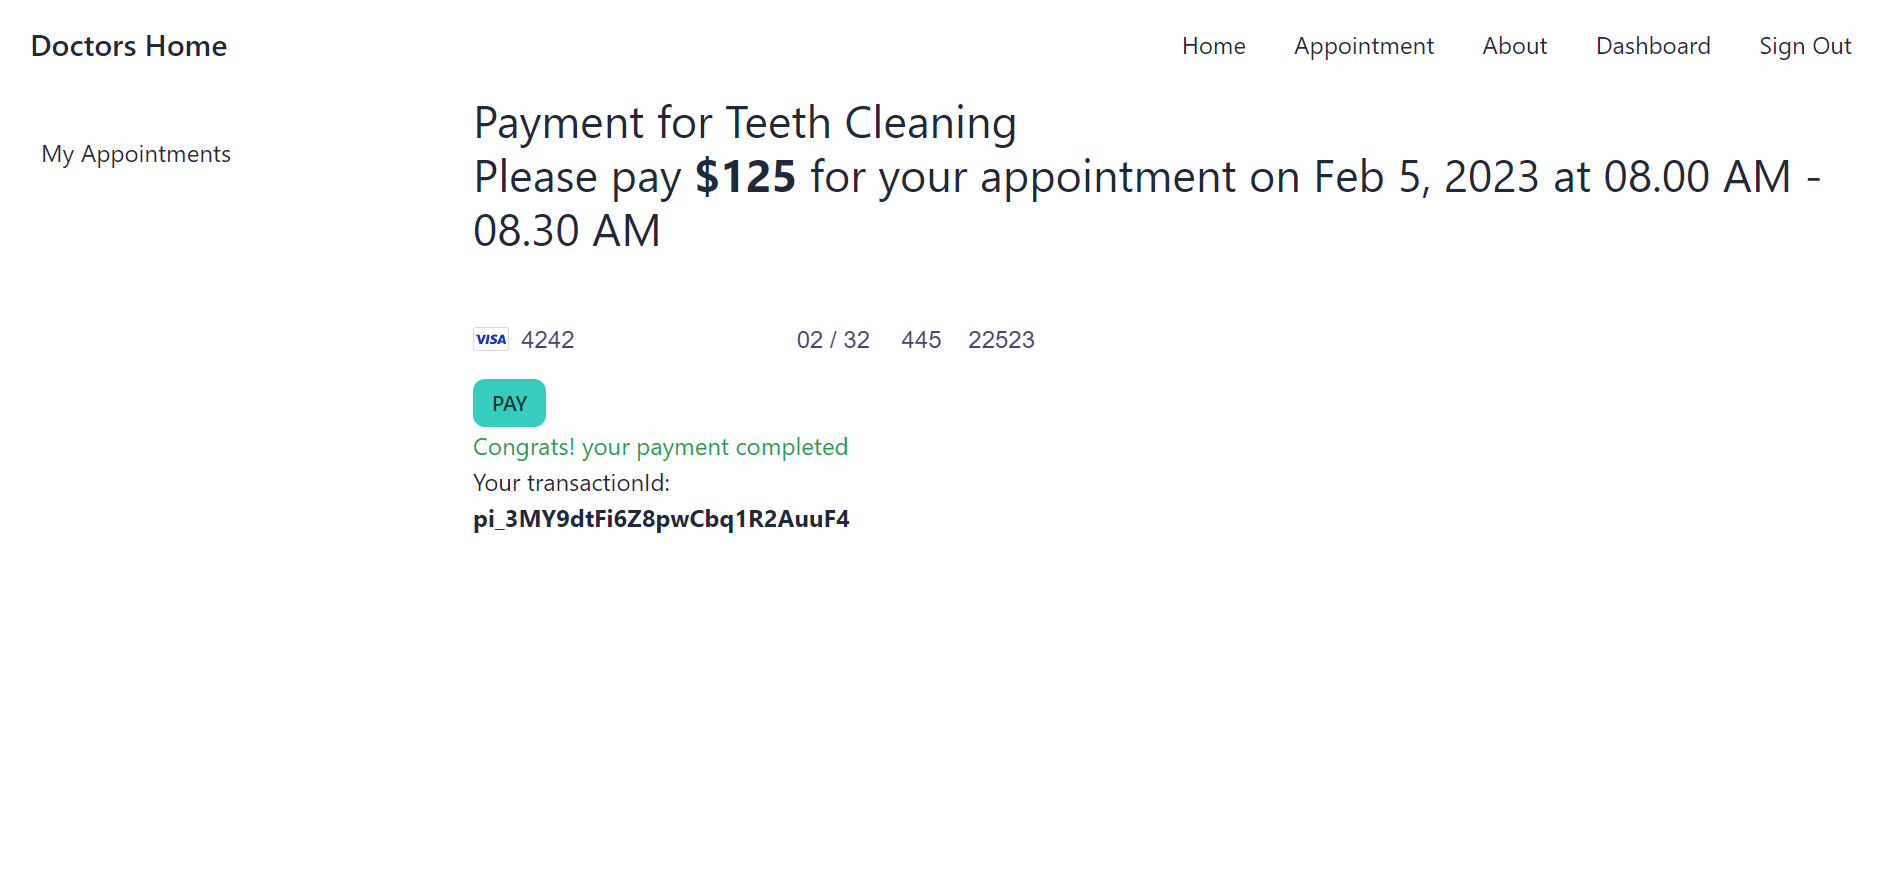 Doctors Home
Home Appointment About Dashboard Sign Out
My Appointments
Payment for Teeth Cleaning
Please pay $125 for your appointment on Feb 5, 2023 at 08.00 AM -
08.30 AM
VISA 4242 02 / 32 445 22523
PAY
Congrats! your payment completed
Your transactionId:
pi_3MY9dtFi6Z8pwCbq1R2AuuF4